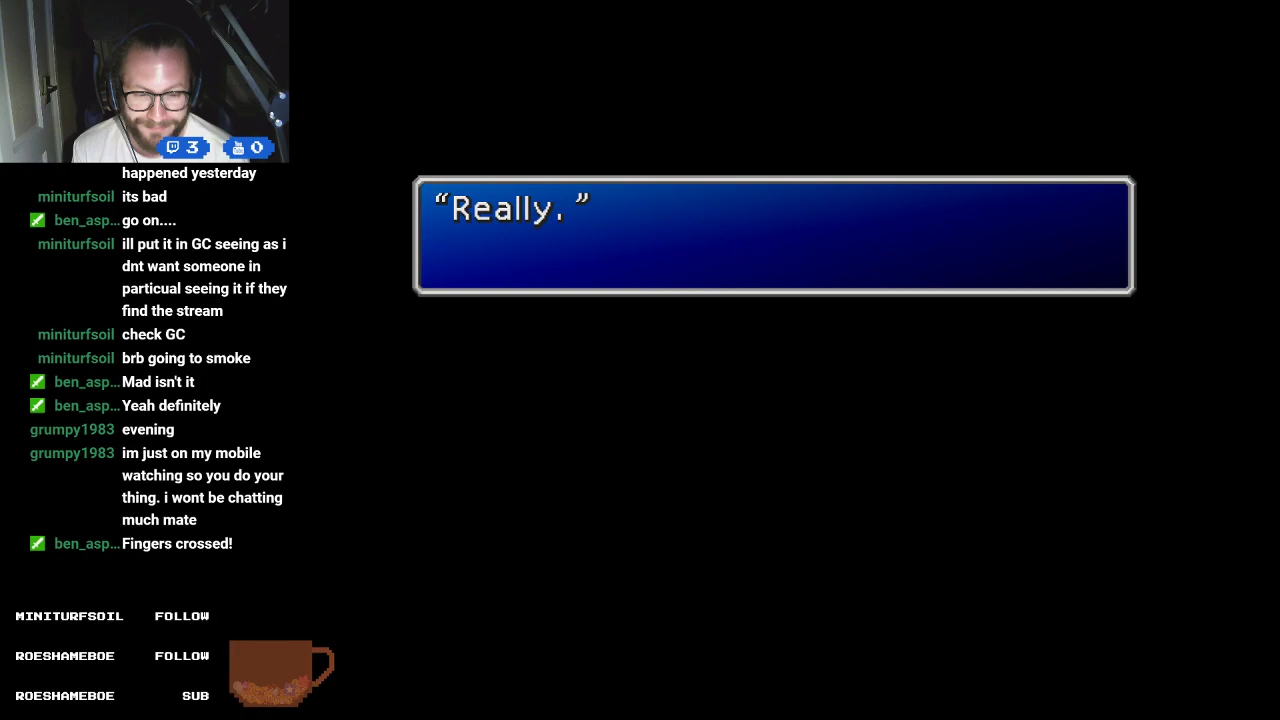 3
0
happened yesterday
miniturfsoil its bad
ben_asp... go on....
miniturfsoil ill put it in GC seeing as i
dnt want someone in
particual seeing it if they
find the stream
miniturfsoil check GC
miniturfsoil brb going to smoke
ben_asp... Mad isn't it
ben_asp... Yeah definitely
grumpy1983 evening
grumpy1983 im just on my mobile
watching so you do your
thing. i wont be chatting
much mate
ben_asp... Fingers crossed!
MINITURFSOIL FOLLOW
ROESHAMEBOE FOLLOW
ROESHAMEBOE SUB
“Really.”